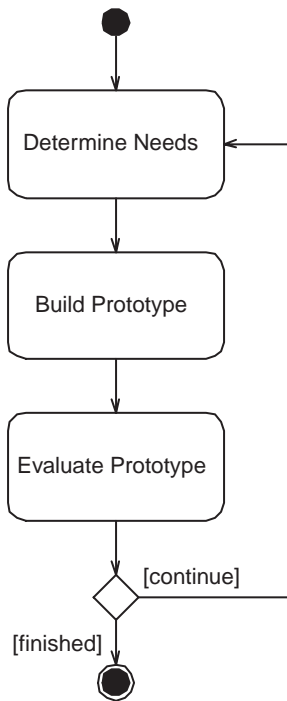 Determine Needs
Build Prototype
Evaluate Prototype
[continue]
[finished]